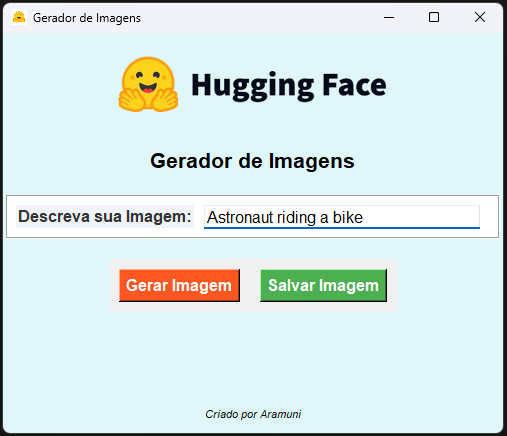 Gerador de Imagens
Hugging Face
Gerador de Imagens
Descreva sua Imagem: Astronaut riding a bike
Gerar Imagem Salvar Imagem
Criado por Aramuni